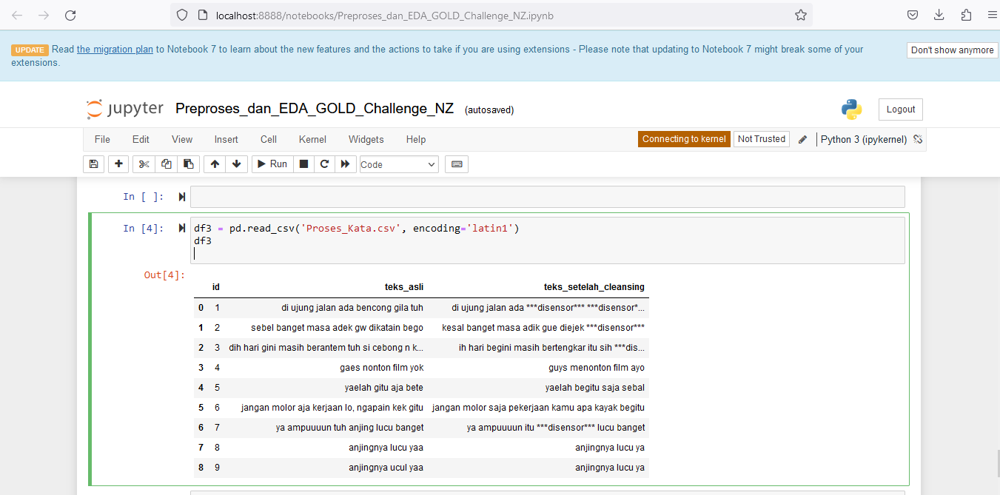 localhost:8888/notebooks/Preproses_dan_EDA_GOLD_Challenge_NZ.ipynb
UPDATE Read the migration plan to Notebook 7 to learn about the new features and the actions to take if you are using extensions - Please note that updating to Notebook 7 might break some of your
extensions.
Don't show anymore
jupyter Preproses_dan_EDA_GOLD_Challenge_NZ (autosaved)
Logout
File Edit View Insert Cell Kernel Widgets Help
Connecting to kernel Not Trusted Python 3 (ipykernel)
Run Code
In [ ]:
In [4]: df3 = pd.read_csv('Proses_Kata.csv', encoding='latin1')
df3
Out[4]:
id teks_asli teks_setelah_cleansing
0 1 di ujung jalan ada bencong gila tuh di ujung jalan ada ***disensor*** ***disensor*...
1 2 sebel banget masa adek gw dikatain bego kesal banget masa adik gue diejek ***disensor***
2 3 dih hari gini masih berantem tuh si cebong n k... ih hari begini masih bertengkar itu sih ***dis...
3 4 gaes nonton film yok guys menonton film ayo
4 5 yaelah gitu aja bete yaelah begitu saja sebal
5 6 jangan molor aja kerjaan lo, ngapain kek gitu jangan molor saja pekerjaan kamu apa kayak begitu
6 7 ya ampuuuun tuh anjing lucu banget ya ampuuuun itu ***disensor*** lucu banget
7 8 anjingnya lucu yaa anjingnya lucu ya
8 9 anjingnya ucul yaa anjingnya lucu ya